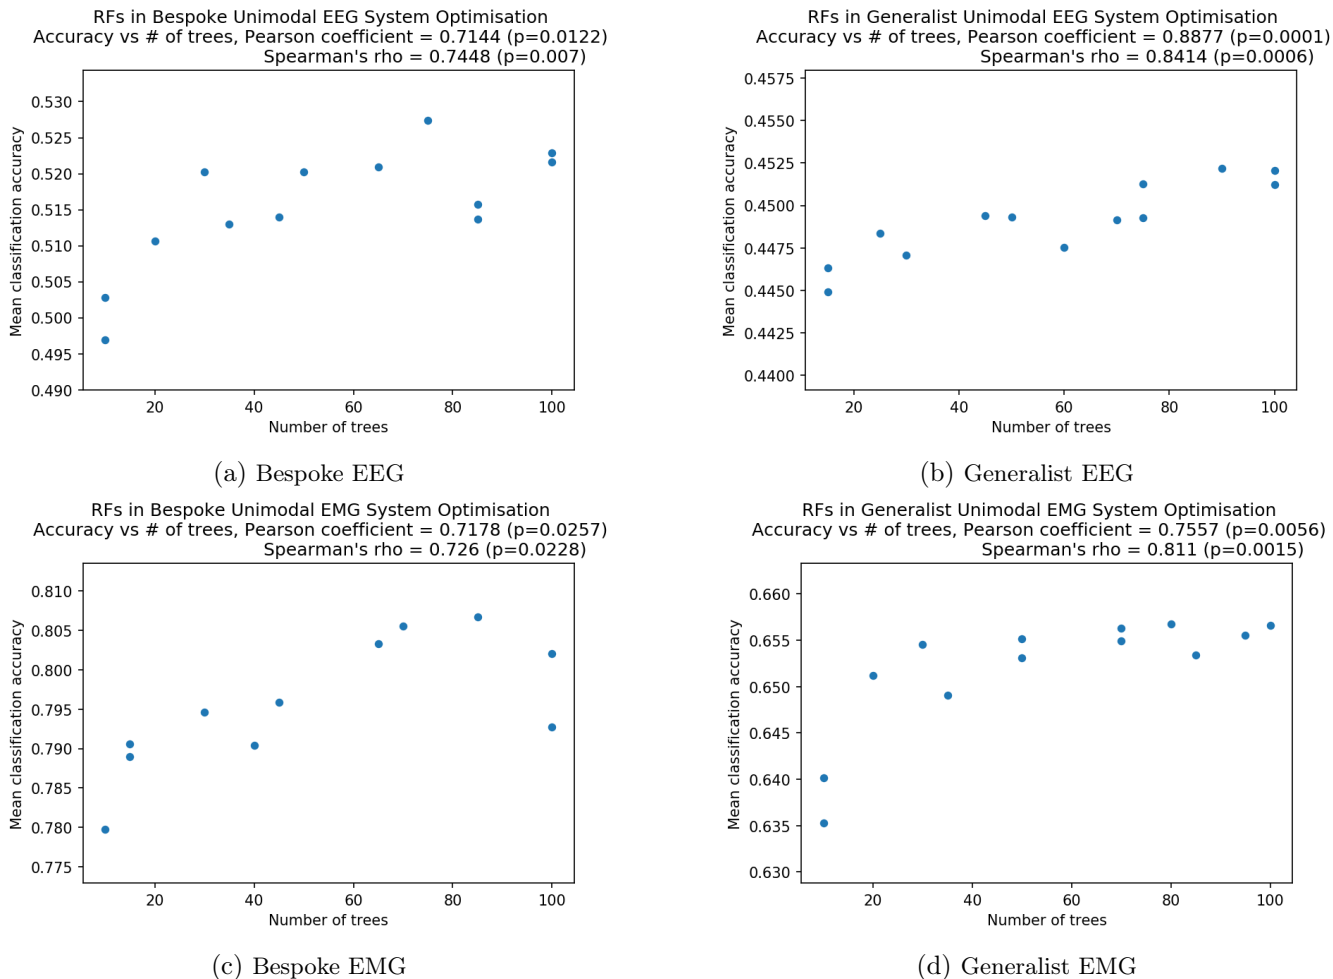 RFs in Bespoke Unimodal EEG System Optimisation
Accuracy vs # of trees, Pearson coefficient = 0.7144 (p=0.0122)
Spearman's rho = 0.7448 (p=0.007)
0.530
0.525
0.520
0.515
0.510
0.505
0.500
0.495
0.490
Mean classification accuracy
20 40 60 80 100
Number of trees
(a) Bespoke EEG
RFs in Generalist Unimodal EEG System Optimisation
Accuracy vs # of trees, Pearson coefficient = 0.8877 (p=0.0001)
Spearman's rho = 0.8414 (p=0.0006)
0.4575
0.4550
0.4525
0.4500
0.4475
0.4450
0.4425
0.4400
Mean classification accuracy
20 40 60 80 100
Number of trees
(b) Generalist EEG
RFs in Bespoke Unimodal EMG System Optimisation
Accuracy vs # of trees, Pearson coefficient = 0.7178 (p=0.0257)
Spearman's rho = 0.726 (p=0.0228)
0.810
0.805
0.800
0.795
0.790
0.785
0.780
0.775
Mean classification accuracy
20 40 60 80 100
Number of trees
(c) Bespoke EMG
RFs in Generalist Unimodal EMG System Optimisation
Accuracy vs # of trees, Pearson coefficient = 0.7557 (p=0.0056)
Spearman's rho = 0.811 (p=0.0015)
0.660
0.655
0.650
0.645
0.640
0.635
0.630
Mean classification accuracy
20 40 60 80 100
Number of trees
(d) Generalist EMG